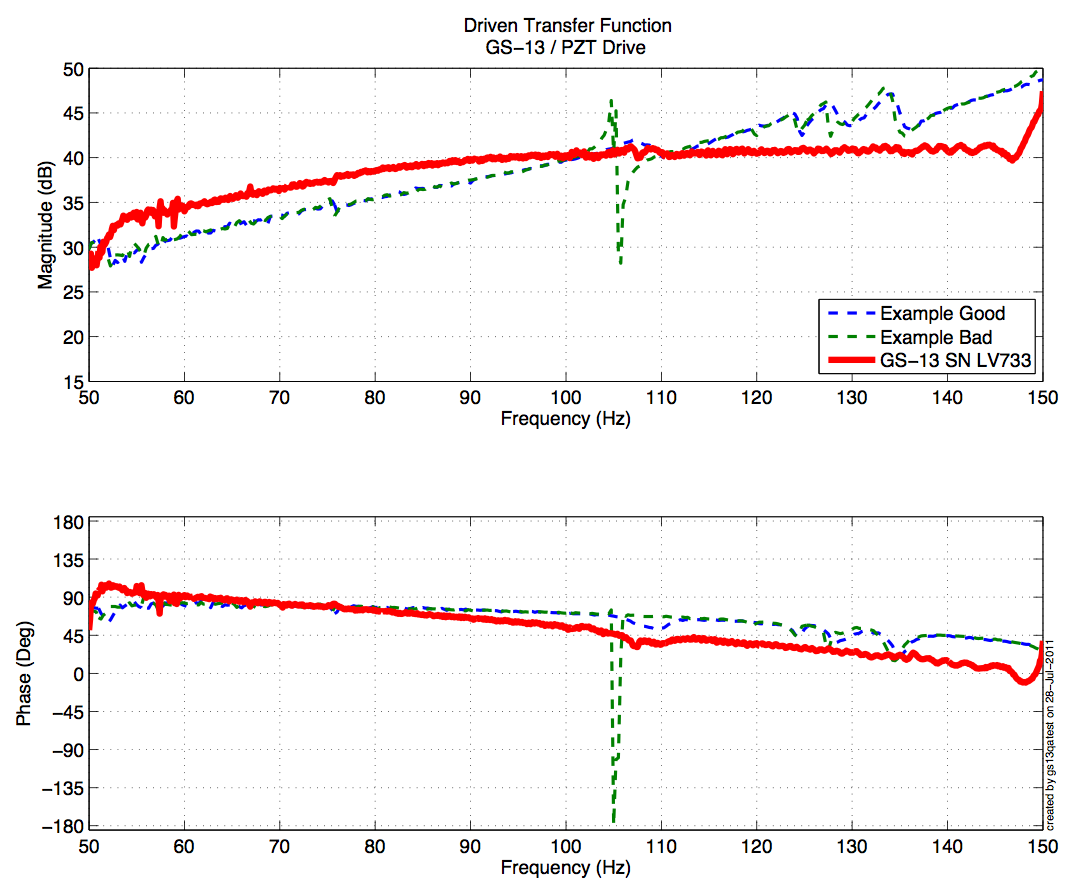 Driven Transfer Function
GS−13 / PZT Drive
50
45
40
35
30
25
20
15
Magnitude (dB)
Example Good
Example Bad
GS−13 SN LV733
50 60 70 80 90 100 110 120 130 140 150
Frequency (Hz)
180
135
90
45
0
−45
−90
−135
−180
Phase (Deg)
created by gs13qatest on 28−Jul−2011
50 60 70 80 90 100 110 120 130 140 150
Frequency (Hz)